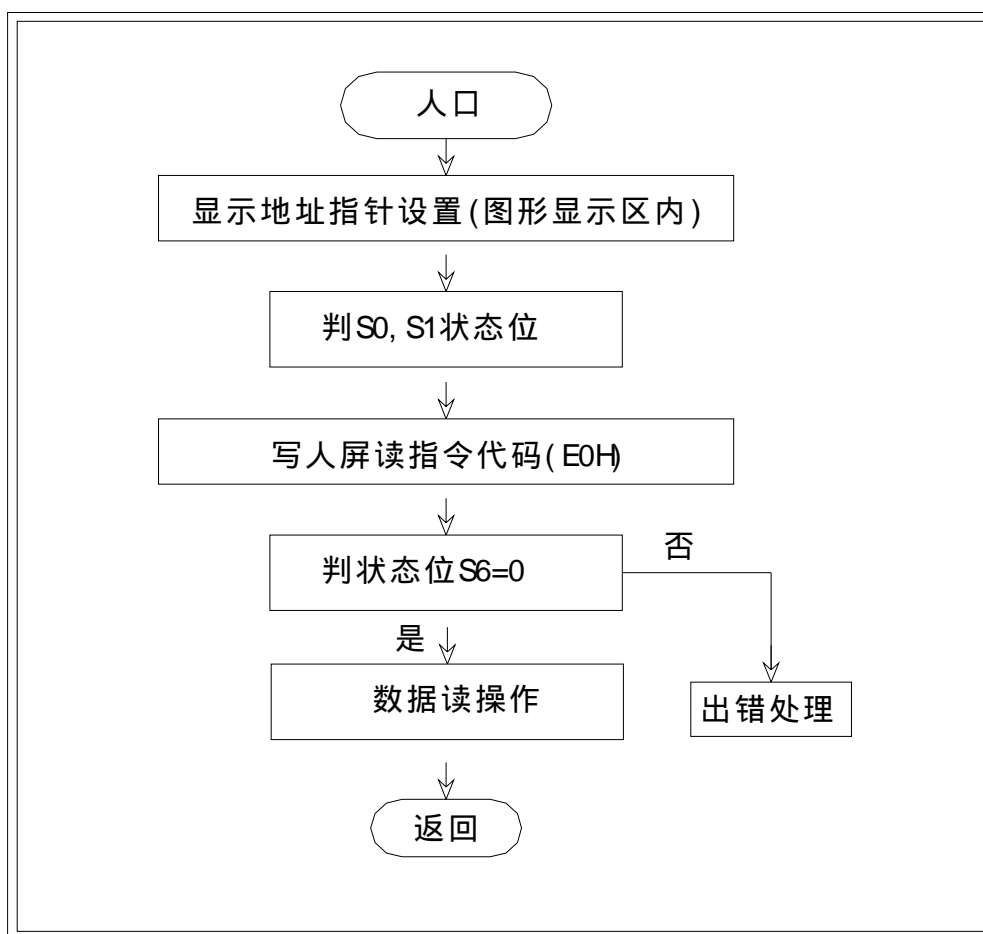 人口
显示地址指针设置(图形显示区内)
判S0, S1状态位
写人屏读指令代码(E0H)
判状态位S6=0
否
是
数据读操作
出错处理
返回